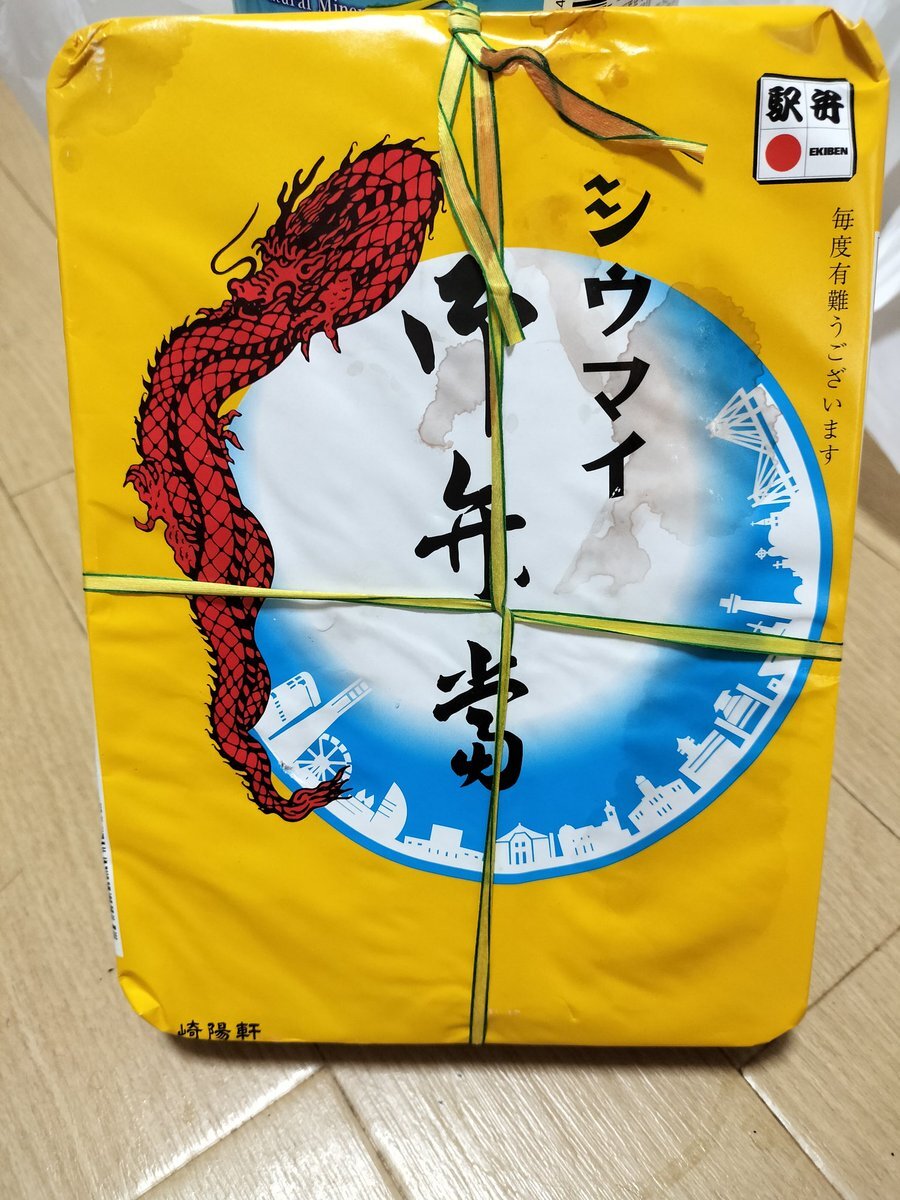 駅弁
EKIBEN
毎度有難うございます
シウマイ
御弁當
崎陽軒